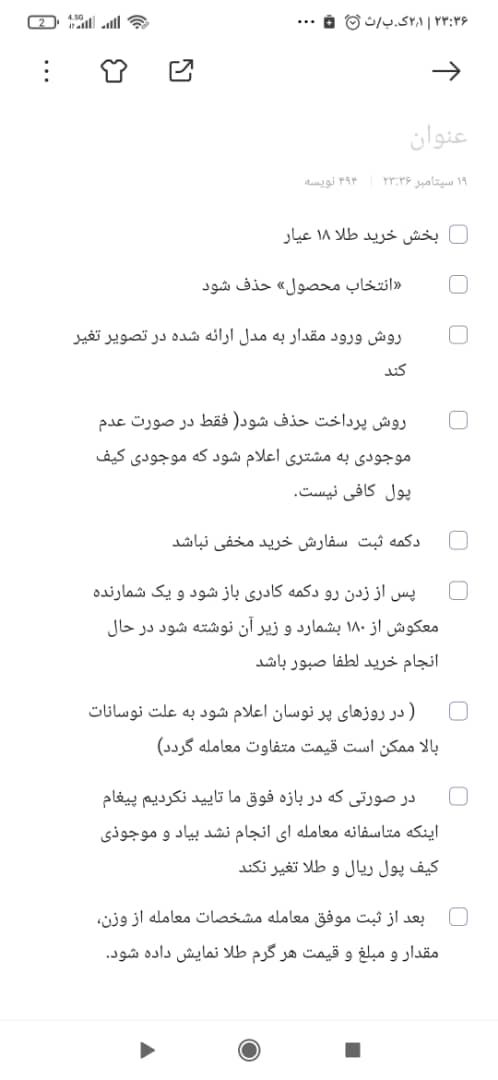 ۲۳:۳۶ | ۲٫۱ک.ب/ث
4.5G
2
عنوان
۱۹ سپتامبر ۲۳:۳۶ | ۴۹۴ نویسه
بخش خرید طلا ۱۸ عیار
«انتخاب محصول» حذف شود
روش ورود مقدار به مدل ارائه شده در تصویر تغیر
کند
روش پرداخت حذف شود( فقط در صورت عدم
موجودی به مشتری اعلام شود که موجودی کیف
پول کافی نیست.
دکمه ثبت سفارش خرید مخفی نباشد
پس از زدن رو دکمه کادری باز شود و یک شمارنده
معکوش از ۱۸۰ بشمارد و زیر آن نوشته شود در حال
انجام خرید لطفا صبور باشد
( در روزهای پر نوسان اعلام شود به علت نوسانات
بالا ممکن است قیمت متفاوت معامله گردد)
در صورتی که در بازه فوق ما تایید نکردیم پیغام
اینکه متاسفانه معامله ای انجام نشد بیاد و موجوذی
کیف پول ریال و طلا تغیر نکند
بعد از ثبت موفق معامله مشخصات معامله از وزن،
مقدار و مبلغ و قیمت هر گرم طلا نمایش داده شود.